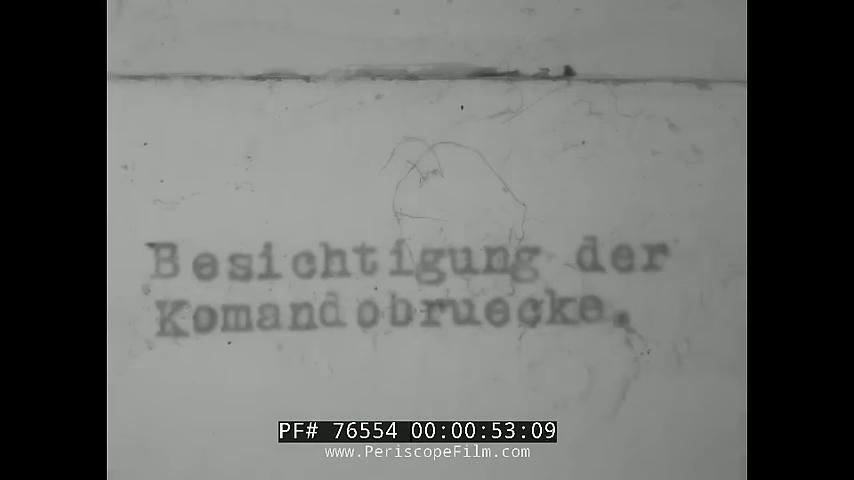 Besichtigung der
Komandobruecke.
PF# 76554 00:00:53:09
www.PeriscopeFilm.com